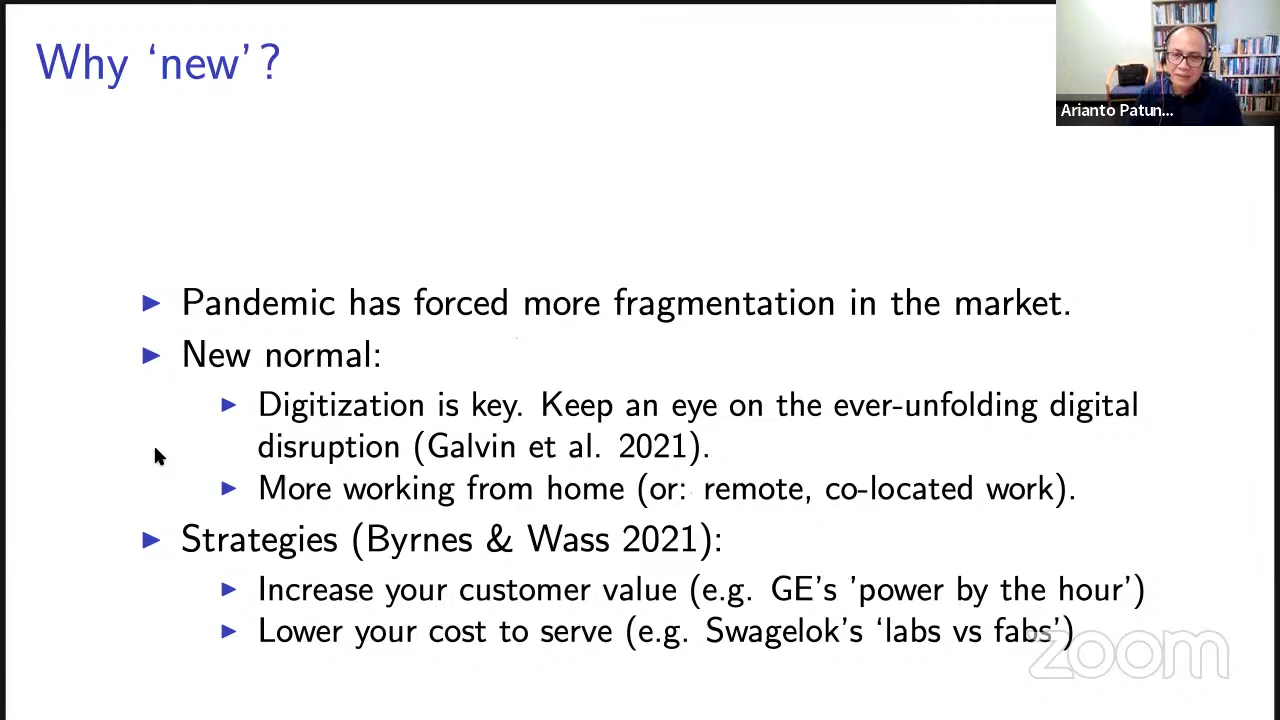 Why ‘new’?
Arianto Patun...
▶ Pandemic has forced more fragmentation in the market.
▶ New normal:
▶ Digitization is key. Keep an eye on the ever-unfolding digital
disruption (Galvin et al. 2021).
▶ More working from home (or: remote, co-located work).
▶ Strategies (Byrnes & Wass 2021):
▶ Increase your customer value (e.g. GE’s ’power by the hour’)
▶ Lower your cost to serve (e.g. Swagelok’s ‘labs vs fabs’)
zoom